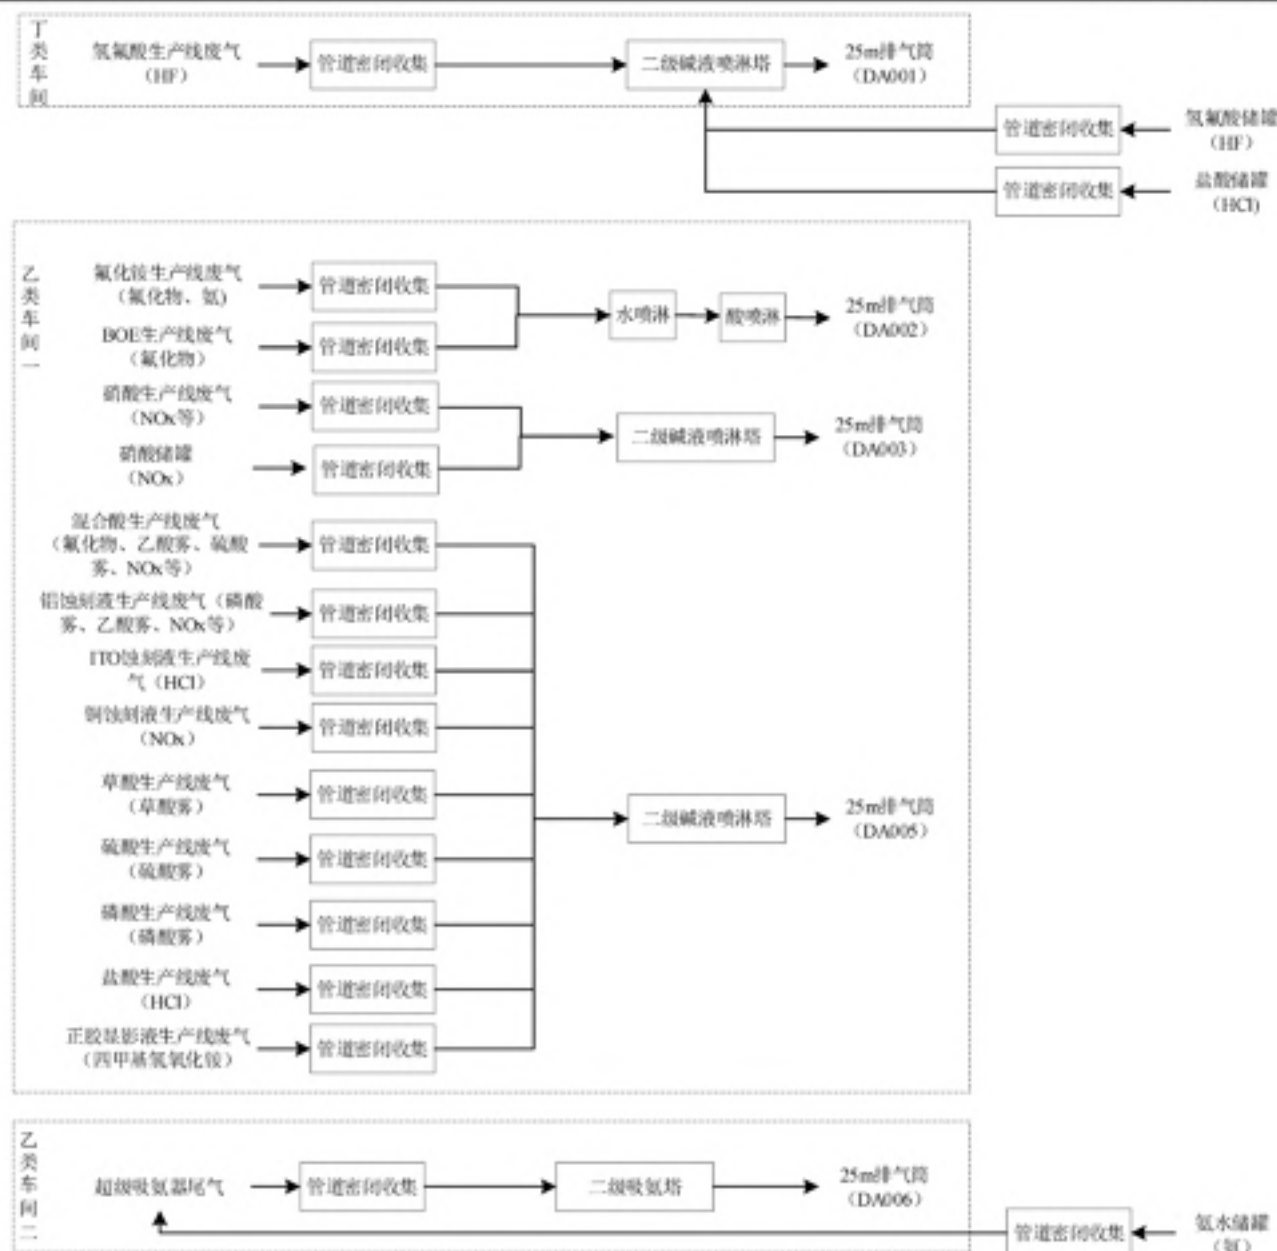 丁类车间
氢氟酸生产线废气
（HF）
管道密闭收集
二级碱液喷淋塔
25m排气筒
（DA001）
管道密闭收集
氢氟酸储罐
（HF）
管道密闭收集
盐酸储罐
（HCl)
乙类车间一
氟化铵生产线废气
（氟化物、氨)
管道密闭收集
BOE生产线废气
（氟化物）
管道密闭收集
水喷淋
酸喷淋
25m排气筒
（DA002）
硝酸生产线废气
（NOx等）
管道密闭收集
硝酸储罐
（NOx）
管道密闭收集
二级碱液喷淋塔
25m排气筒
（DA003）
混合酸生产线废气
（氟化物、乙酸雾、硫酸
雾、NOx等）
管道密闭收集
铝蚀刻液生产线废气（磷酸
雾、乙酸雾、NOx等）
管道密闭收集
ITO蚀刻液生产线废
气（HCl）
管道密闭收集
铜蚀刻液生产线废气
（NOx）
管道密闭收集
草酸生产线废气
（草酸雾）
管道密闭收集
硫酸生产线废气
（硫酸雾）
管道密闭收集
磷酸生产线废气
（磷酸雾）
管道密闭收集
盐酸生产线废气
（HCl）
管道密闭收集
正胶显影液生产线废气
（四甲基氢氧化铵）
管道密闭收集
二级碱液喷淋塔
25m排气筒
（DA005）
乙类车间二
超级吸氨器尾气
管道密闭收集
二级吸氨塔
25m排气筒
（DA006）
管道密闭收集
氨水储罐
（氨）